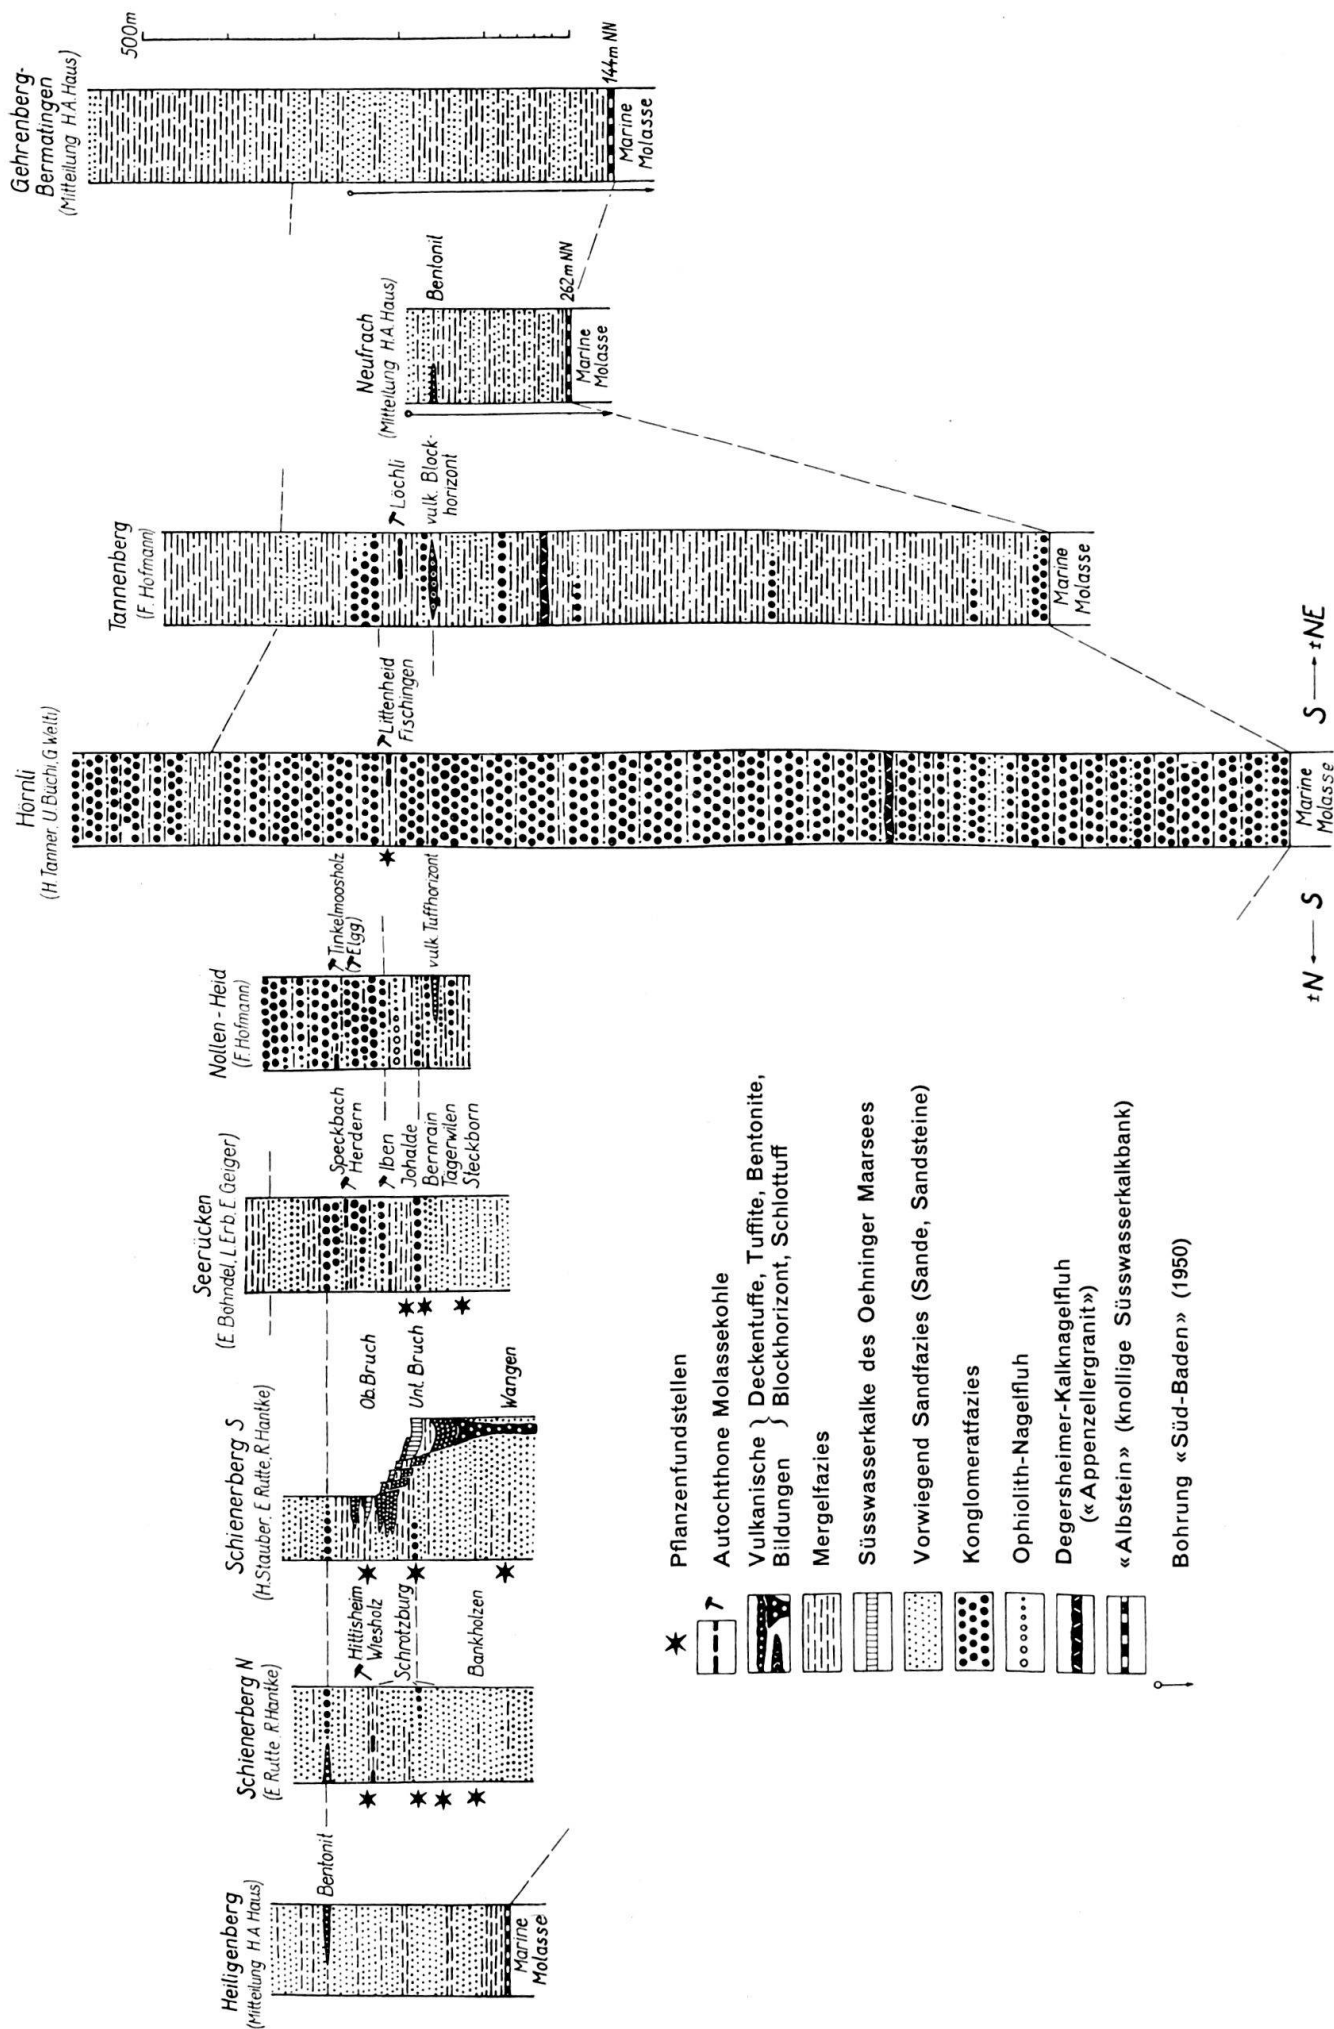 Heiligenberg
(Mitteilung H.A.Haus)
Bentonit
Marine
Molasse
Schienerberg N
(E Rutte, R.Hantke)
Hittisheim
Wiesholz
Schrotzburg
Bankholzen
Schienerberg S
(H.Stauber, E Rutte, R.Hantke)
Ob.Bruch
Unt. Bruch
Wangen
Seerücken
(E Bohndel, L.Erb, E.Geiger)
Speckbach
Herdern
Iben
Johalde
Bernrain
Tägerwilen
Steckborn
Nollen-Heid
(F.Hofmann)
Tinkelmoosholz
(Elgg)
vulk.Tuffhorizont
Hörnli
(H.Tanner, U.Büchi, G.Welti)
Littenheid
Fischingen
Marine
Molasse
Tannenberg
(F. Hofmann)
Löchli
vulk. Block-
horizont
Marine
Molasse
Neufrach
(Mitteilung H.A.Haus)
Bentonit
262m NN
Marine
Molasse
Gehrenberg-
Bermatingen
(Mitteilung H.A.Haus)
500m
144m NN
Marine
Molasse
±N ← S
S → ±NE
Pflanzenfundstellen
Autochthone Molassekohle
Vulkanische } Deckentuffe, Tuffite, Bentonite,
Bildungen } Blockhorizont, Schlottuff
Mergelfazies
Süsswasserkalke des Oehninger Maarsees
Vorwiegend Sandfazies (Sande, Sandsteine)
Konglomeratfazies
Ophiolith-Nagelfluh
Degersheimer-Kalknagelfluh
(«Appenzellergranit»)
«Albstein» (knollige Süsswasserkalkbank)
Bohrung «Süd-Baden» (1950)